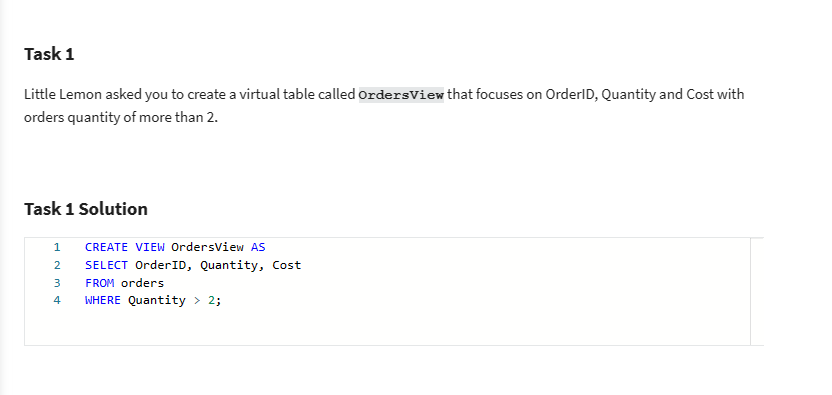 Task 1
Little Lemon asked you to create a virtual table called OrdersView that focuses on OrderID, Quantity and Cost with
orders quantity of more than 2.
Task 1 Solution
1 CREATE VIEW OrdersView AS
2 SELECT OrderID, Quantity, Cost
3 FROM orders
4 WHERE Quantity > 2;